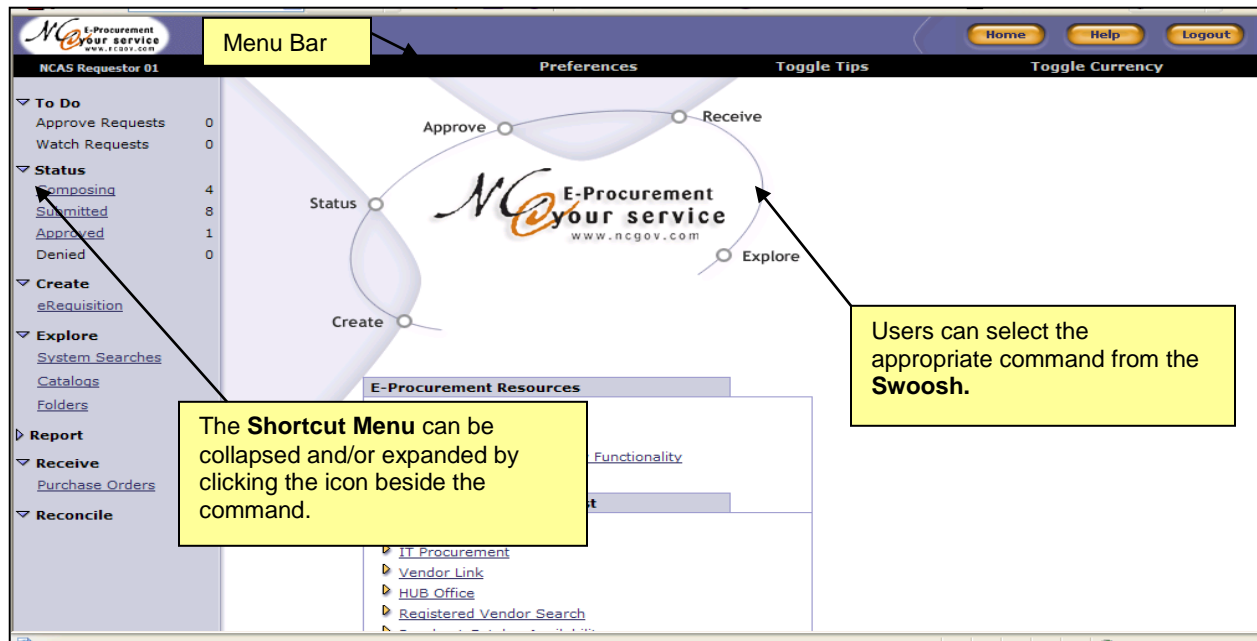 NC@ E-Procurement
your service
www.ncgov.com
Menu Bar
Home Help Logout
NCAS Requestor 01
Preferences Toggle Tips Toggle Currency
To Do
Approve Requests 0
Watch Requests 0
Status
Composing 4
Submitted 8
Approved 1
Denied 0
Create
eRequisition
Explore
System Searches
Catalogs
Folders
Report
Receive
Purchase Orders
Reconcile
Approve
Receive
Status
NC@ E-Procurement
your service
www.ncgov.com
Explore
Create
Users can select the
appropriate command from the
Swoosh.
E-Procurement Resources
Functionality
The Shortcut Menu can be
collapsed and/or expanded by
clicking the icon beside the
command.
IT Procurement
Vendor Link
HUB Office
Registered Vendor Search